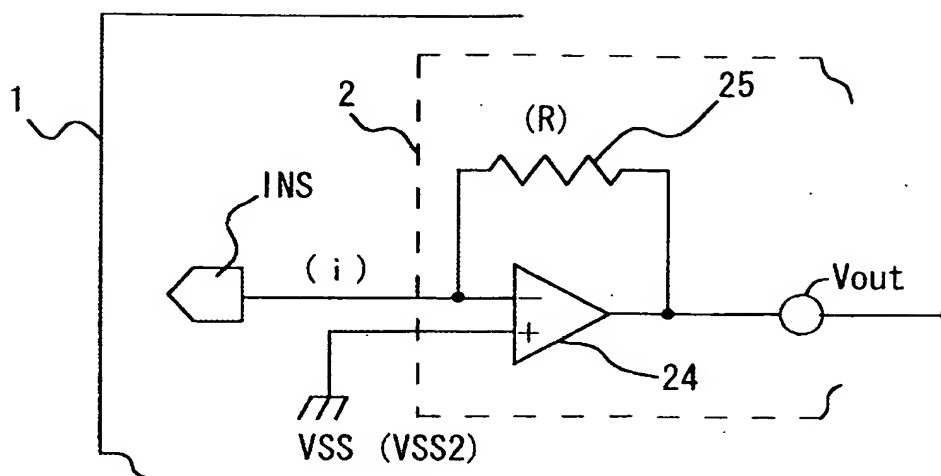 1
2
25
(R)
INS
(i)
Vout
−
+
24
VSS (VSS2)